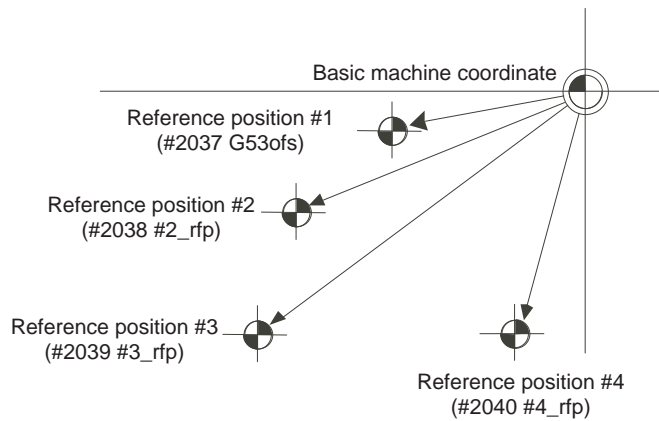 Basic machine coordinate
Reference position #1
(#2037 G53ofs)
Reference position #2
(#2038 #2_rfp)
Reference position #3
(#2039 #3_rfp)
Reference position #4
(#2040 #4_rfp)